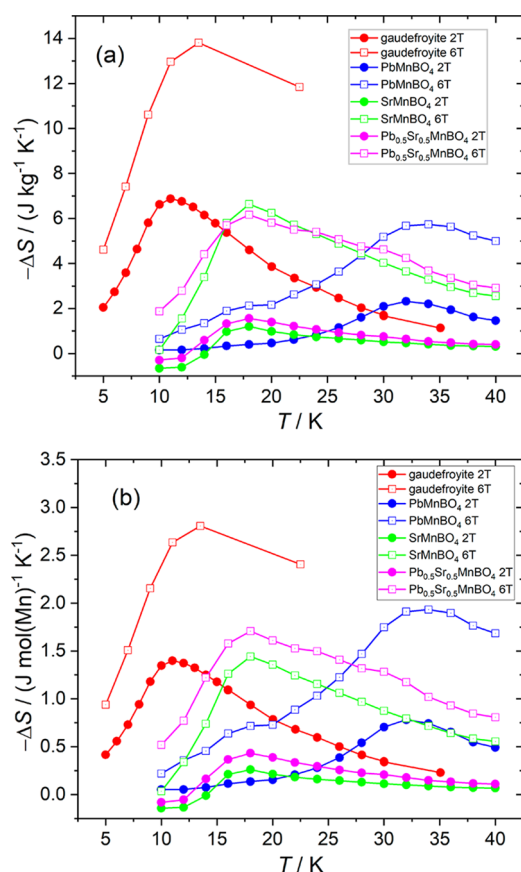 (a)
gaudefroyite 2T
gaudefroyite 6T
PbMnBO₄ 2T
PbMnBO₄ 6T
SrMnBO₄ 2T
SrMnBO₄ 6T
Pb₀.₅Sr₀.₅MnBO₄ 2T
Pb₀.₅Sr₀.₅MnBO₄ 6T
−ΔS / (J kg⁻¹ K⁻¹)
14
12
10
8
6
4
2
0
5 10 15 20 25 30 35 40
T / K
(b)
gaudefroyite 2T
gaudefroyite 6T
PbMnBO₄ 2T
PbMnBO₄ 6T
SrMnBO₄ 2T
SrMnBO₄ 6T
Pb₀.₅Sr₀.₅MnBO₄ 2T
Pb₀.₅Sr₀.₅MnBO₄ 6T
−ΔS / (J mol(Mn)⁻¹ K⁻¹)
3.5
3.0
2.5
2.0
1.5
1.0
0.5
0.0
5 10 15 20 25 30 35 40
T / K